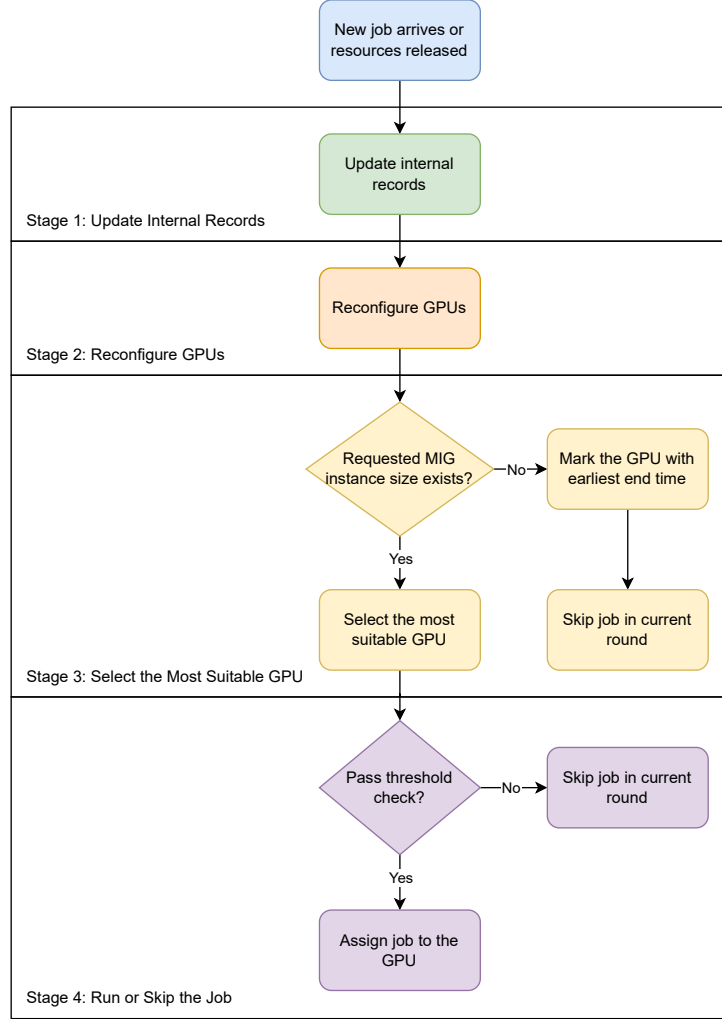 New job arrives or
resources released
Update internal
records
Stage 1: Update Internal Records
Reconfigure GPUs
Stage 2: Reconfigure GPUs
Requested MIG
instance size exists?
No
Mark the GPU with
earliest end time
Yes
Select the most
suitable GPU
Skip job in current
round
Stage 3: Select the Most Suitable GPU
Pass threshold
check?
No
Skip job in current
round
Yes
Assign job to the
GPU
Stage 4: Run or Skip the Job